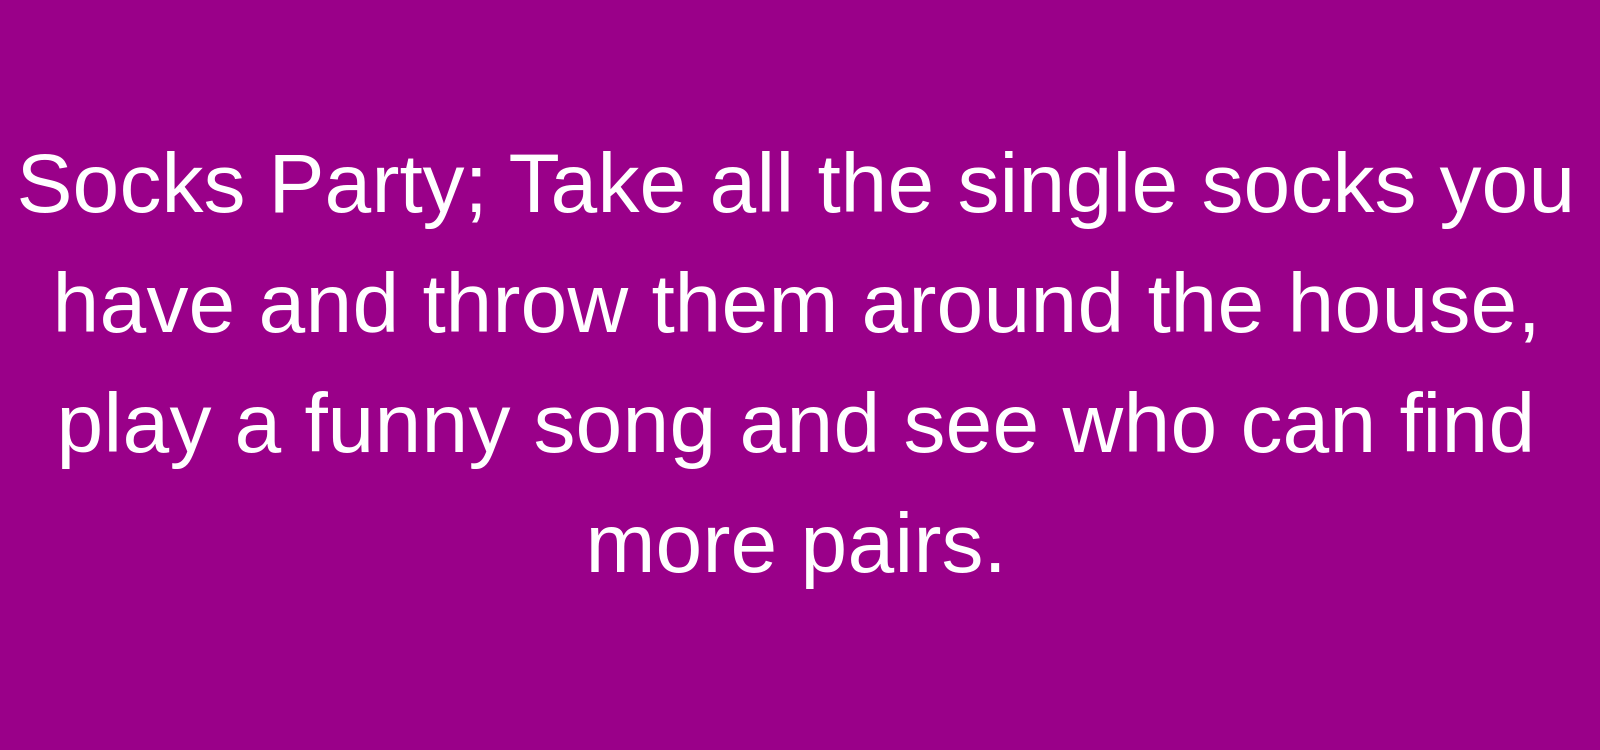 Socks Party; Take all the single socks you
have and throw them around the house,
play a funny song and see who can find
more pairs.